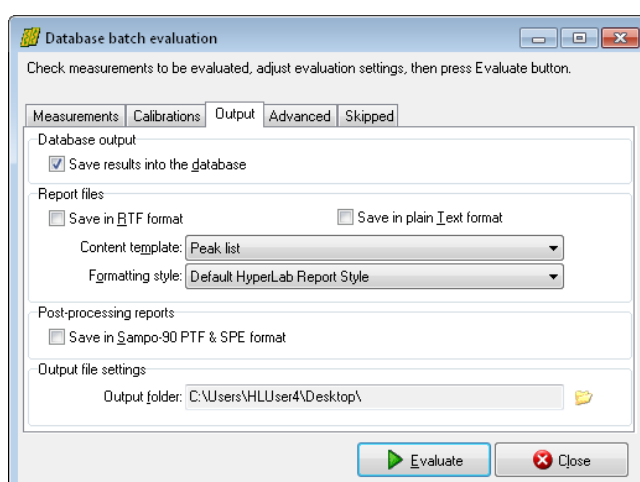 Database batch evaluation
Check measurements to be evaluated, adjust evaluation settings, then press Evaluate button.
Measurements Calibrations Output Advanced Skipped
Database output
Save results into the database
Report files
Save in RTF format Save in plain Text format
Content template: Peak list
Formatting style: Default HyperLab Report Style
Post-processing reports
Save in Sampo-90 PTF & SPE format
Output file settings
Output folder: C:\Users\HLUser4\Desktop\
Evaluate Close